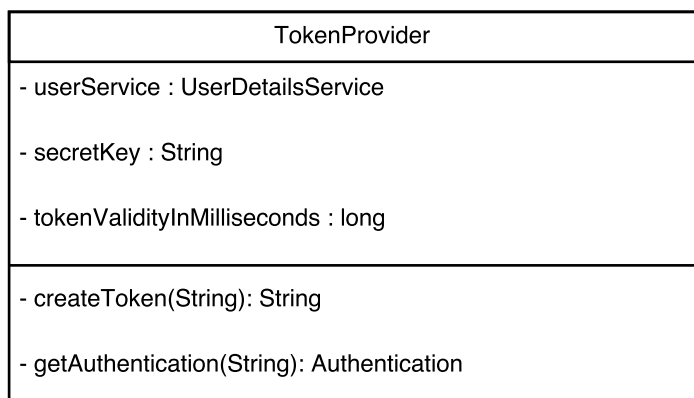 TokenProvider
- userService : UserDetailsService
- secretKey : String
- tokenValidityInMilliseconds : long
- createToken(String): String
- getAuthentication(String): Authentication